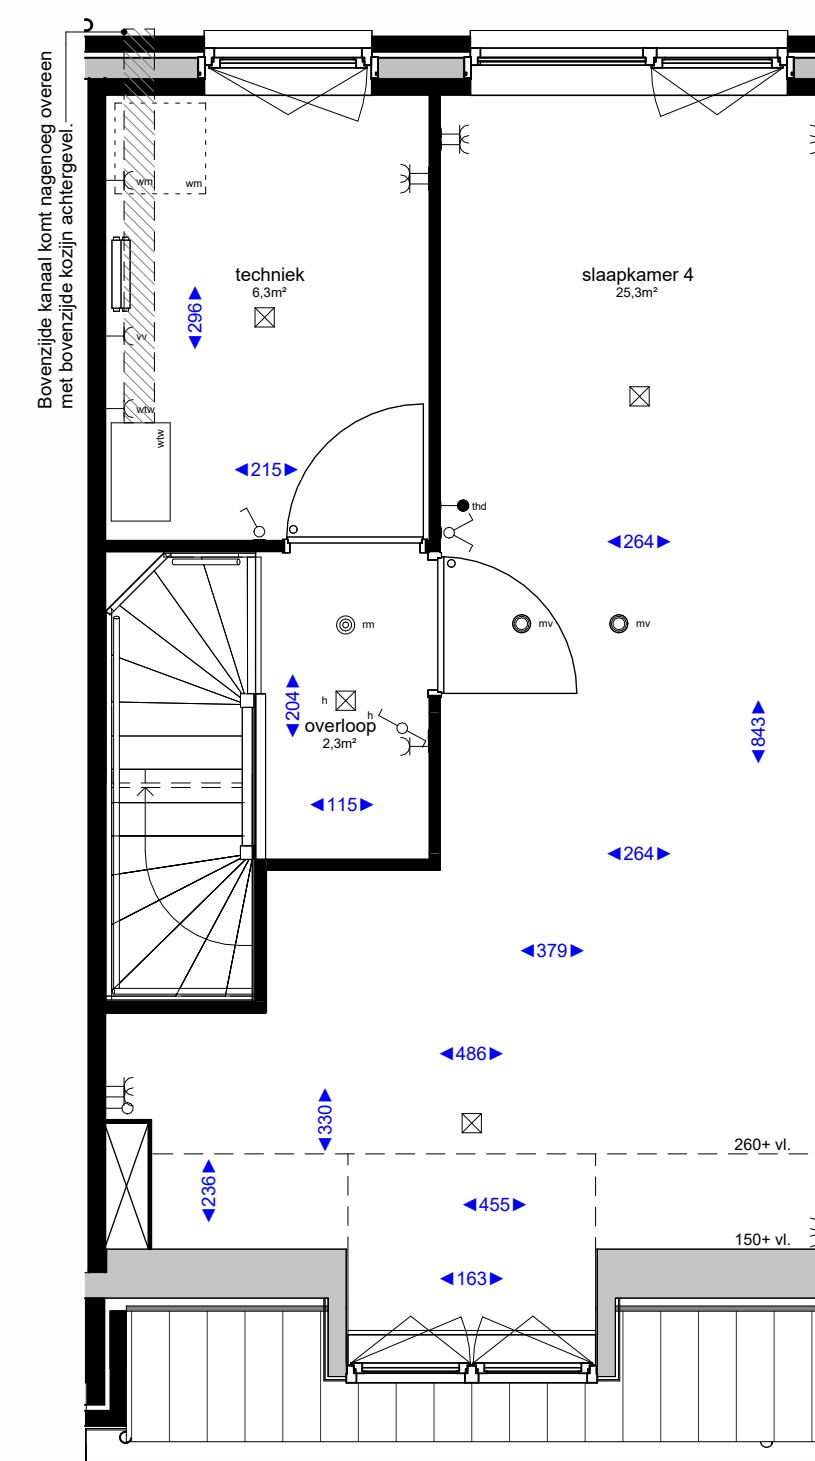 Bovenzijde kanaal komt nagenoeg overeen
met bovenzijde kozijn achtergevel.
wm
wm
techniek
6,3m²
slaapkamer 4
25,3m²
296
vv
wtw
wtw
215
thd
264
rm
mv
mv
204
h
h
overloop
2,3m²
843
115
264
379
486
330
260+ vl.
236
455
150+ vl.
163